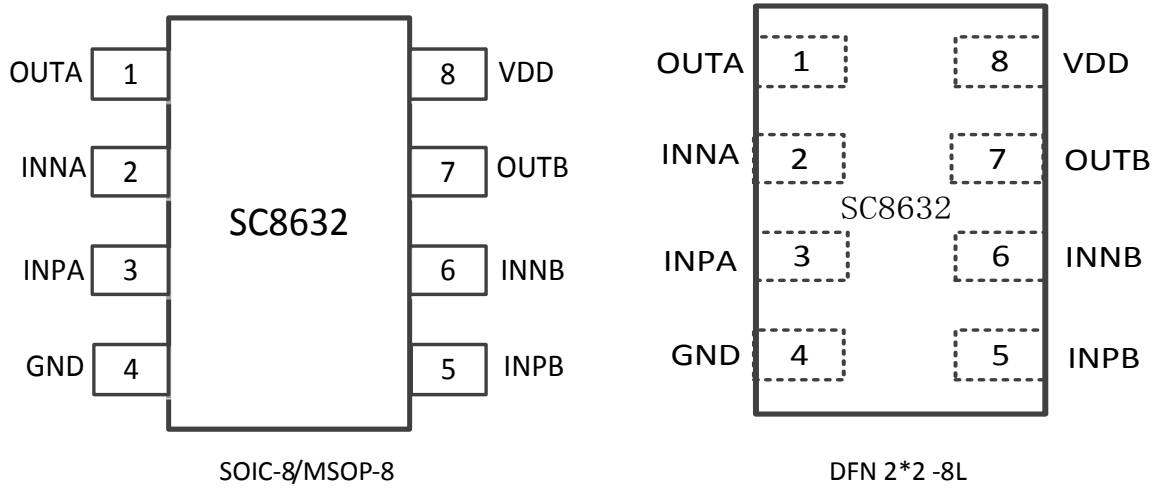 OUTA 1 8 VDD
INNA 2 7 OUTB
SC8632
INPA 3 6 INNB
GND 4 5 INPB
SOIC-8/MSOP-8
OUTA 1 8 VDD
INNA 2 7 OUTB
SC8632
INPA 3 6 INNB
GND 4 5 INPB
DFN 2*2 -8L